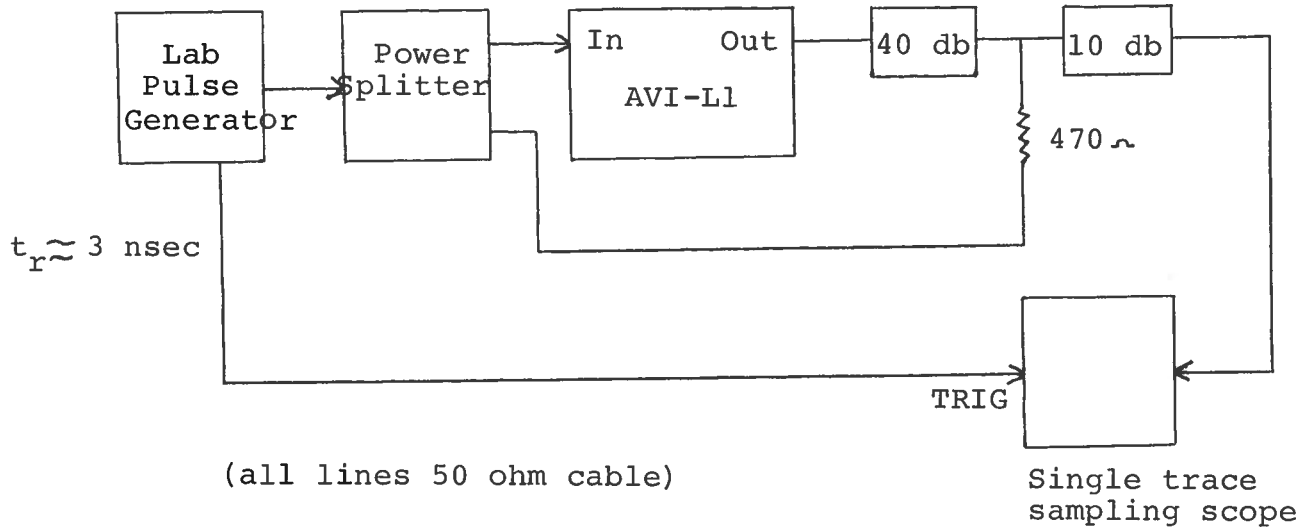 Lab
Pulse
Generator
Power
Splitter
In Out
AVI-L1
40 db
10 db
470 Ω
tr≈ 3 nsec
TRIG
(all lines 50 ohm cable)
Single trace
sampling scope